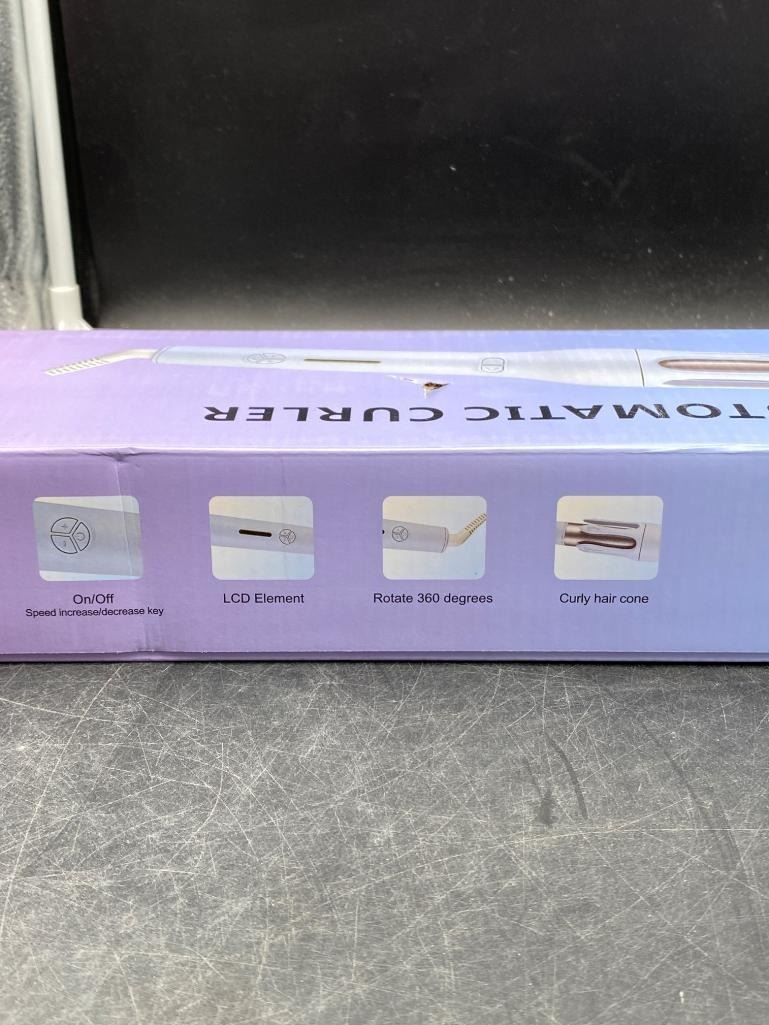 TOMATIC CURLER
On/Off
Speed increase/decrease key
LCD Element
Rotate 360 degrees
Curly hair cone